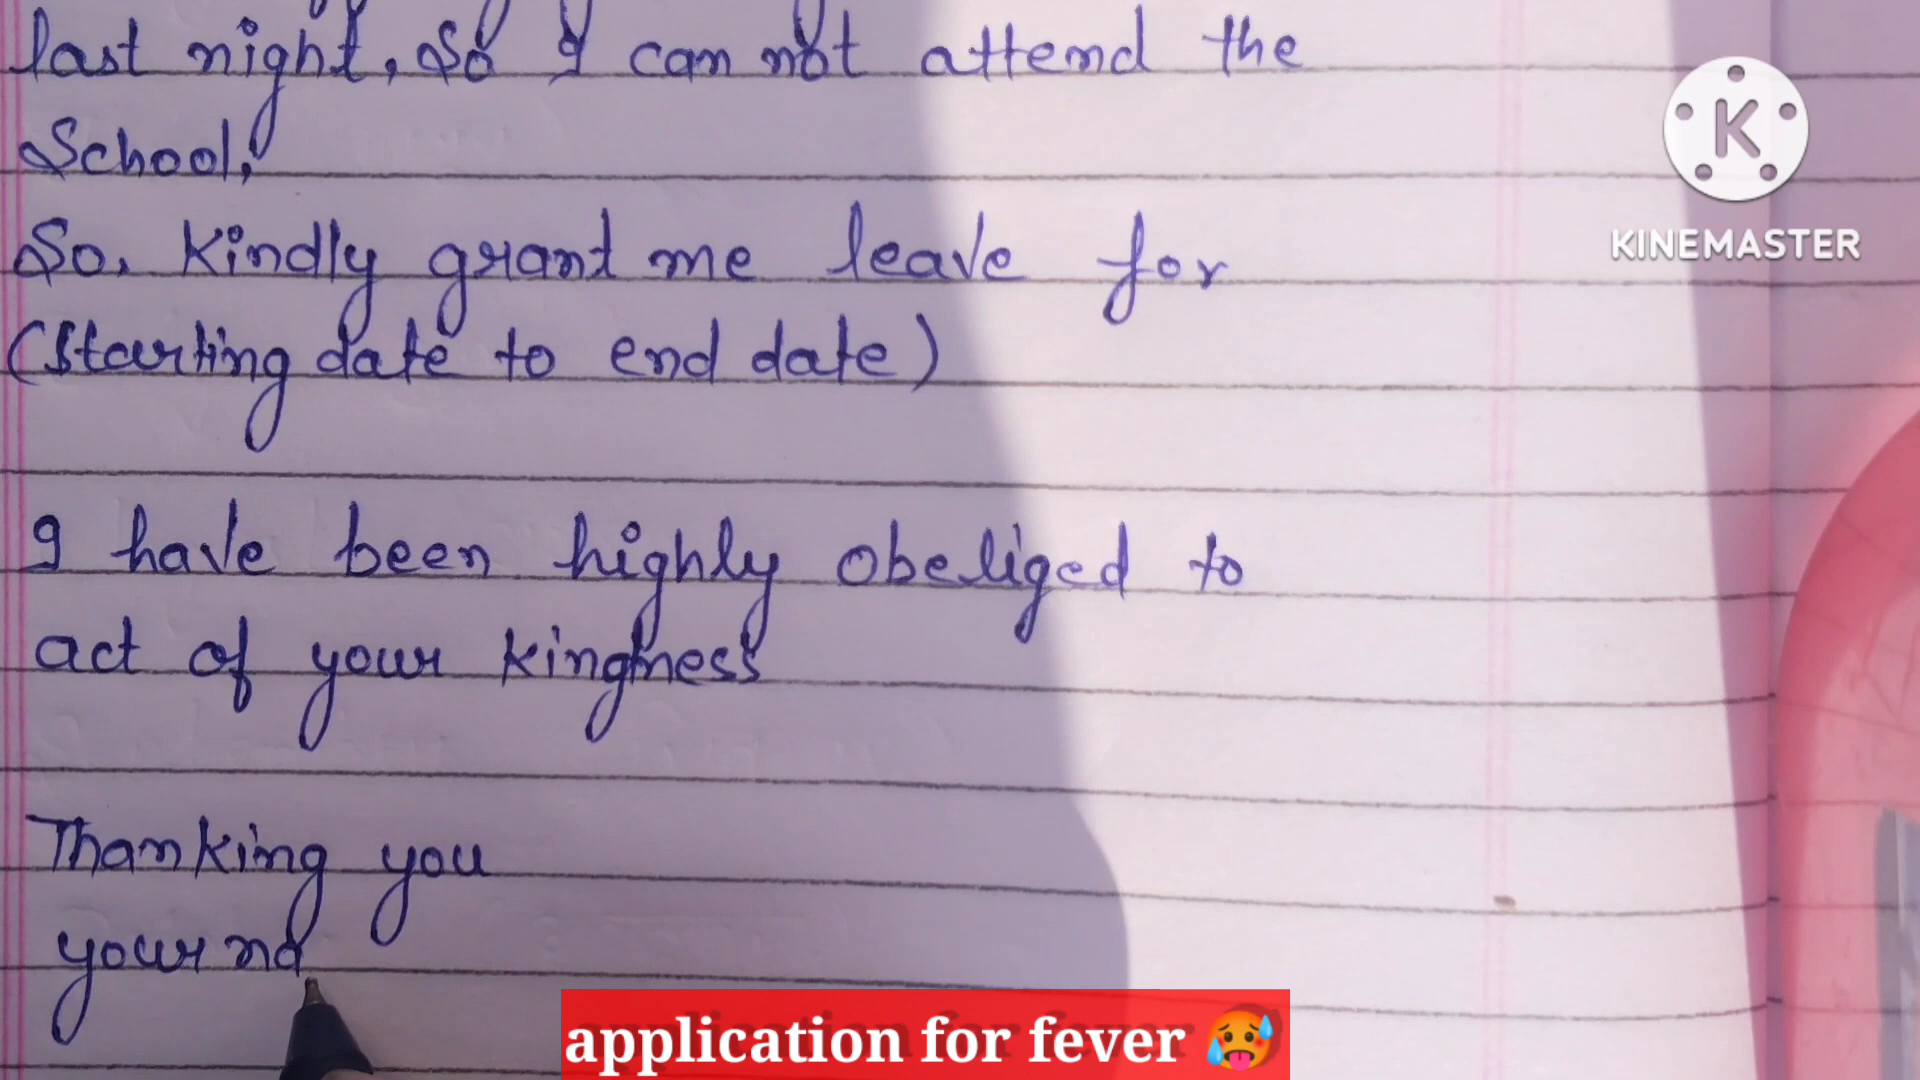 last night, So I can not attend the
School,
So, Kindly grant me leave for
(Starting date to end date)
I have been highly obeliged to
act of your kingness
Thanking you
your na
K
KINEMASTER
application for fever 🥵